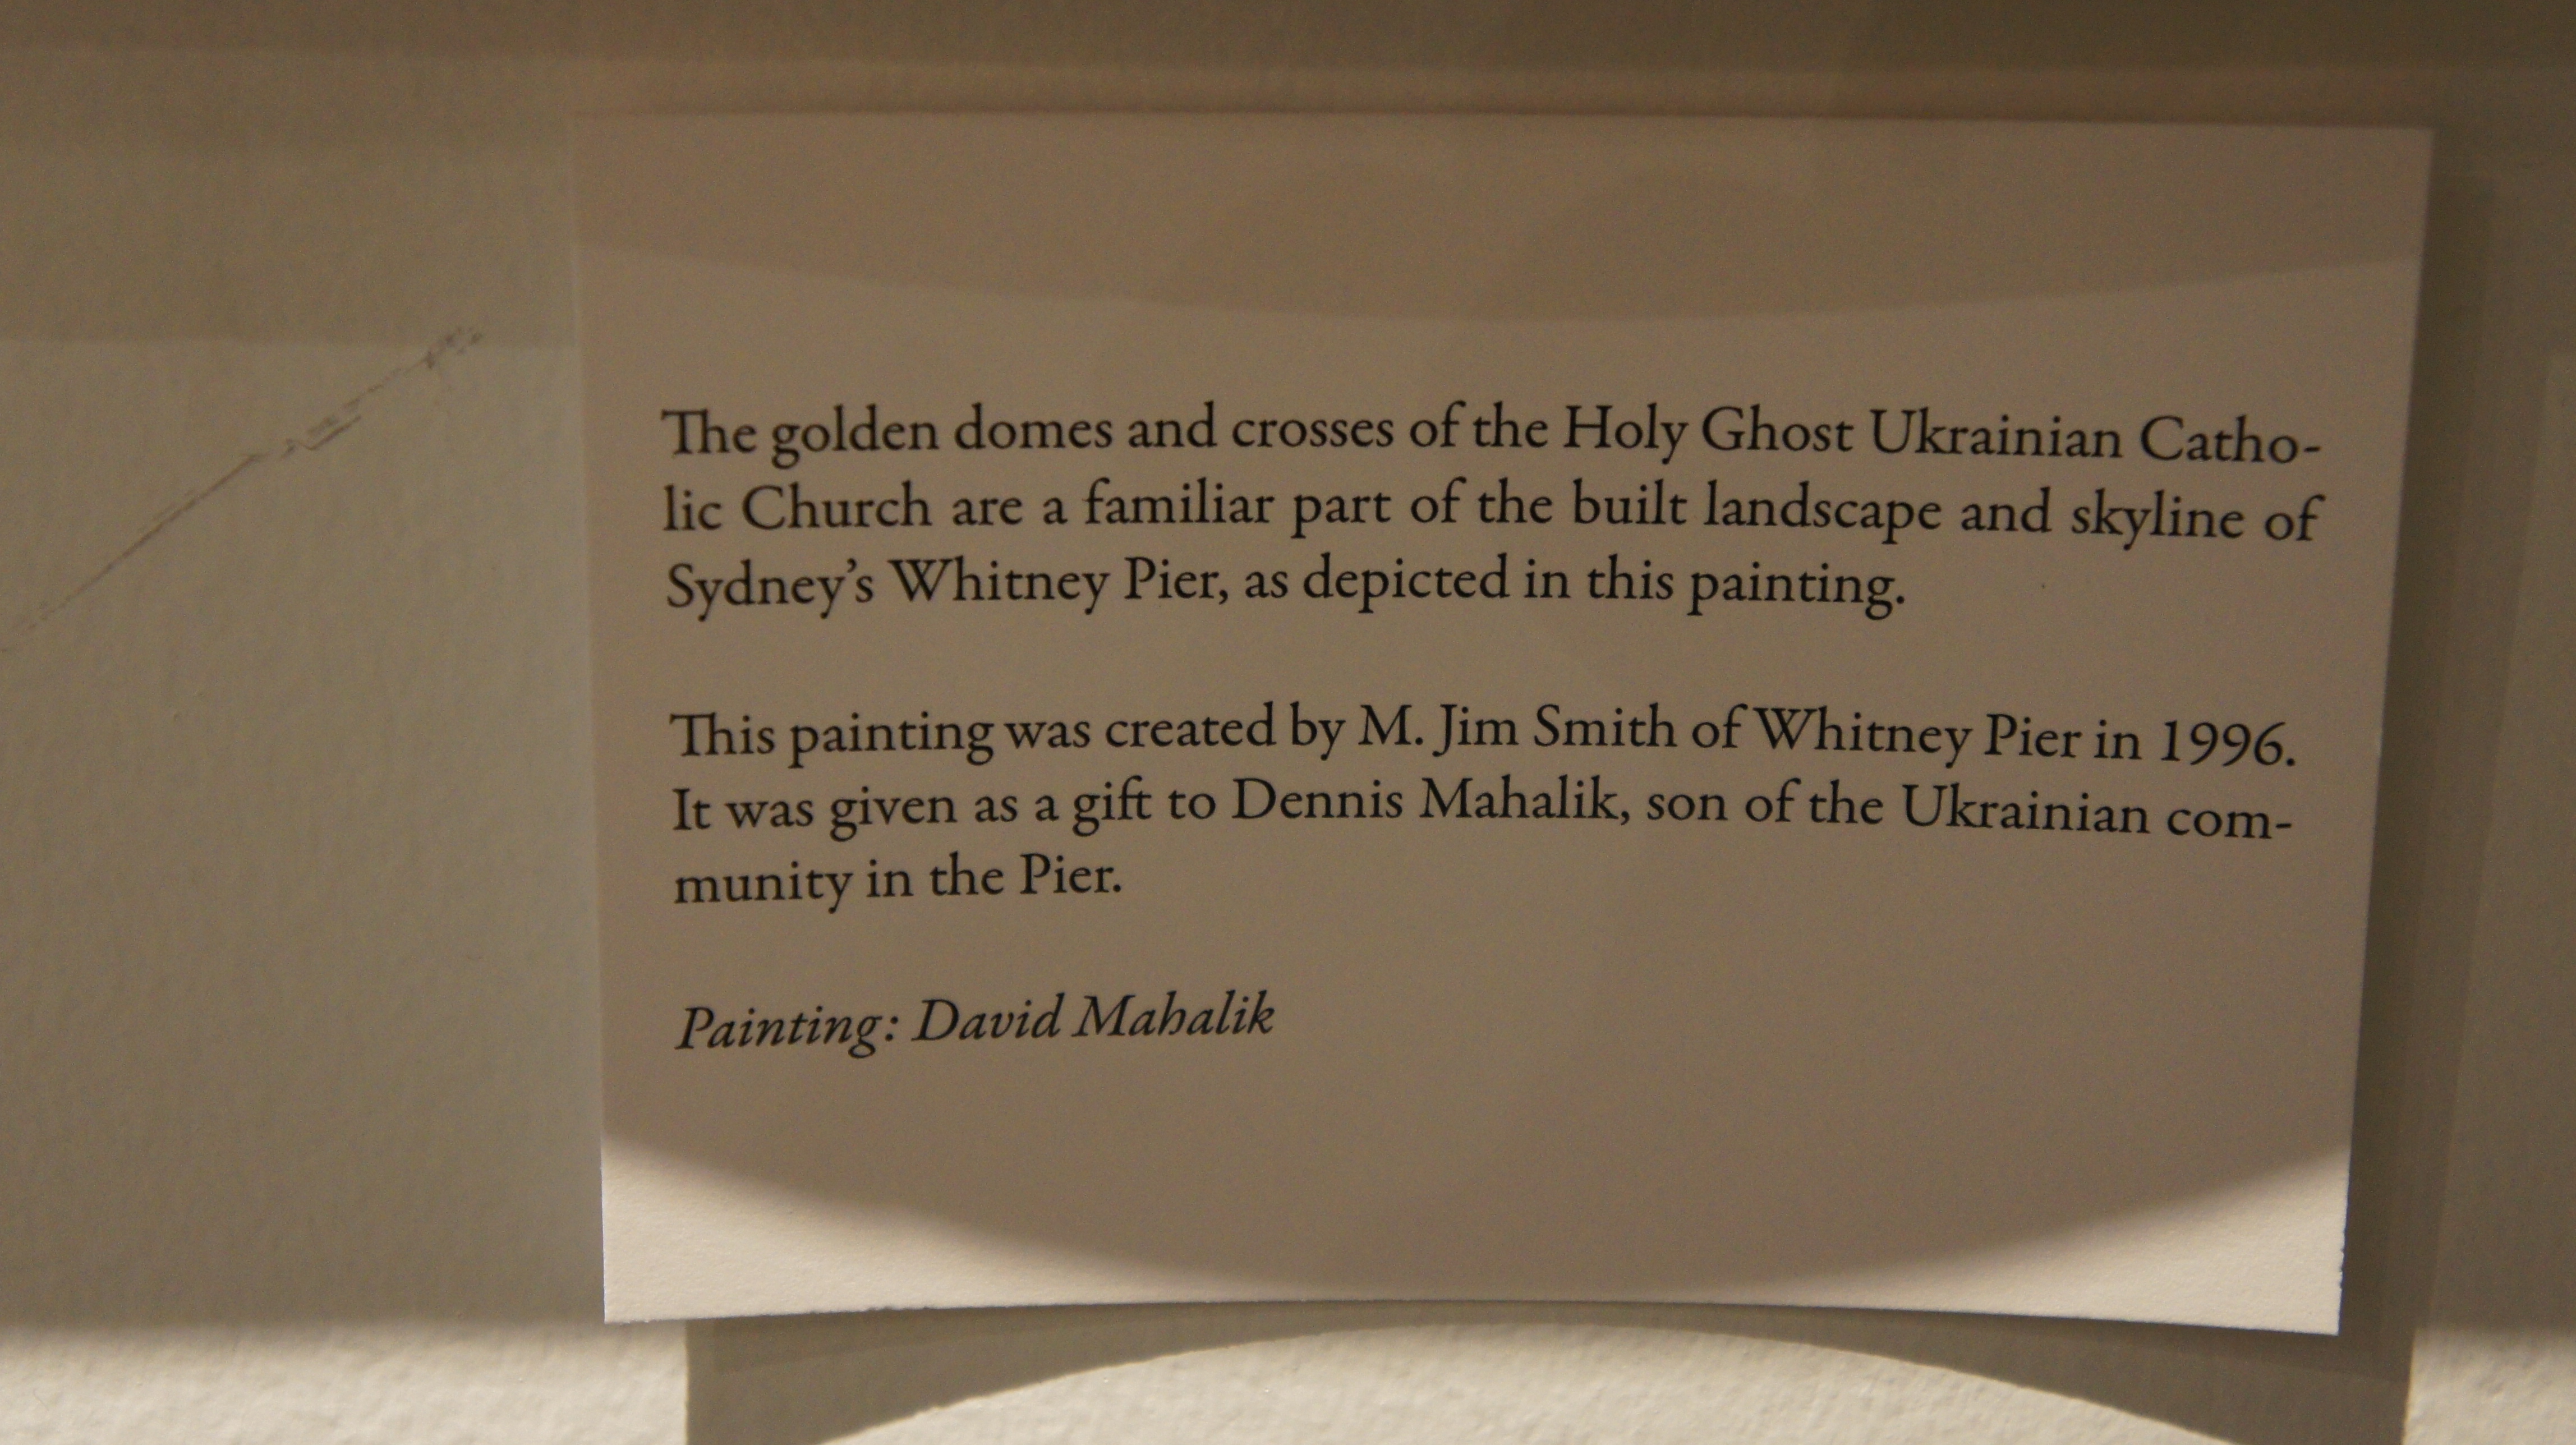 The golden domes and crosses of the Holy Ghost Ukrainian Catho-
lic Church are a familiar part of the built landscape and skyline of
Sydney’s Whitney Pier, as depicted in this painting.
This painting was created by M. Jim Smith of Whitney Pier in 1996.
It was given as a gift to Dennis Mahalik, son of the Ukrainian com-
munity in the Pier.
Painting: David Mahalik